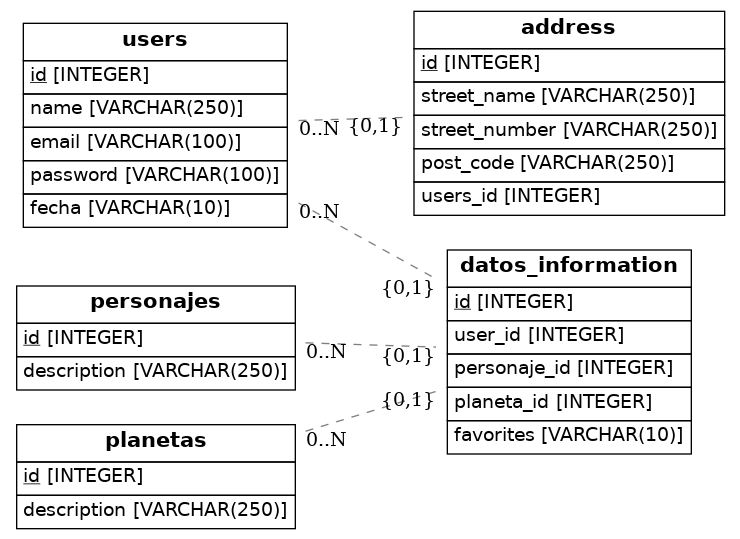 users
id [INTEGER]
name [VARCHAR(250)]
email [VARCHAR(100)]
password [VARCHAR(100)]
fecha [VARCHAR(10)]
address
id [INTEGER]
street_name [VARCHAR(250)]
street_number [VARCHAR(250)]
post_code [VARCHAR(250)]
users_id [INTEGER]
0..N {0,1}
0..N
{0,1}
personajes
id [INTEGER]
description [VARCHAR(250)]
datos_information
id [INTEGER]
user_id [INTEGER]
personaje_id [INTEGER]
planeta_id [INTEGER]
favorites [VARCHAR(10)]
0..N
{0,1}
{0,1}
0..N
planetas
id [INTEGER]
description [VARCHAR(250)]